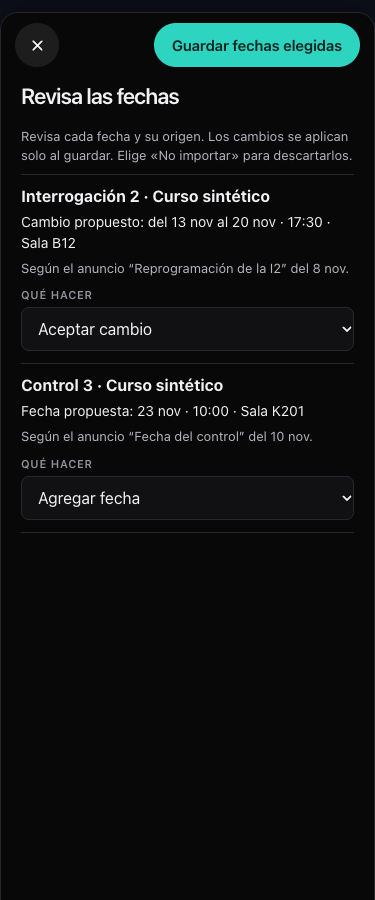 Guardar fechas elegidas
Revisa las fechas
Revisa cada fecha y su origen. Los cambios se aplican
solo al guardar. Elige «No importar» para descartarlos.
Interrogación 2 · Curso sintético
Cambio propuesto: del 13 nov al 20 nov · 17:30 ·
Sala B12
Según el anuncio “Reprogramación de la I2” del 8 nov.
QUÉ HACER
Aceptar cambio
Control 3 · Curso sintético
Fecha propuesta: 23 nov · 10:00 · Sala K201
Según el anuncio “Fecha del control” del 10 nov.
QUÉ HACER
Agregar fecha